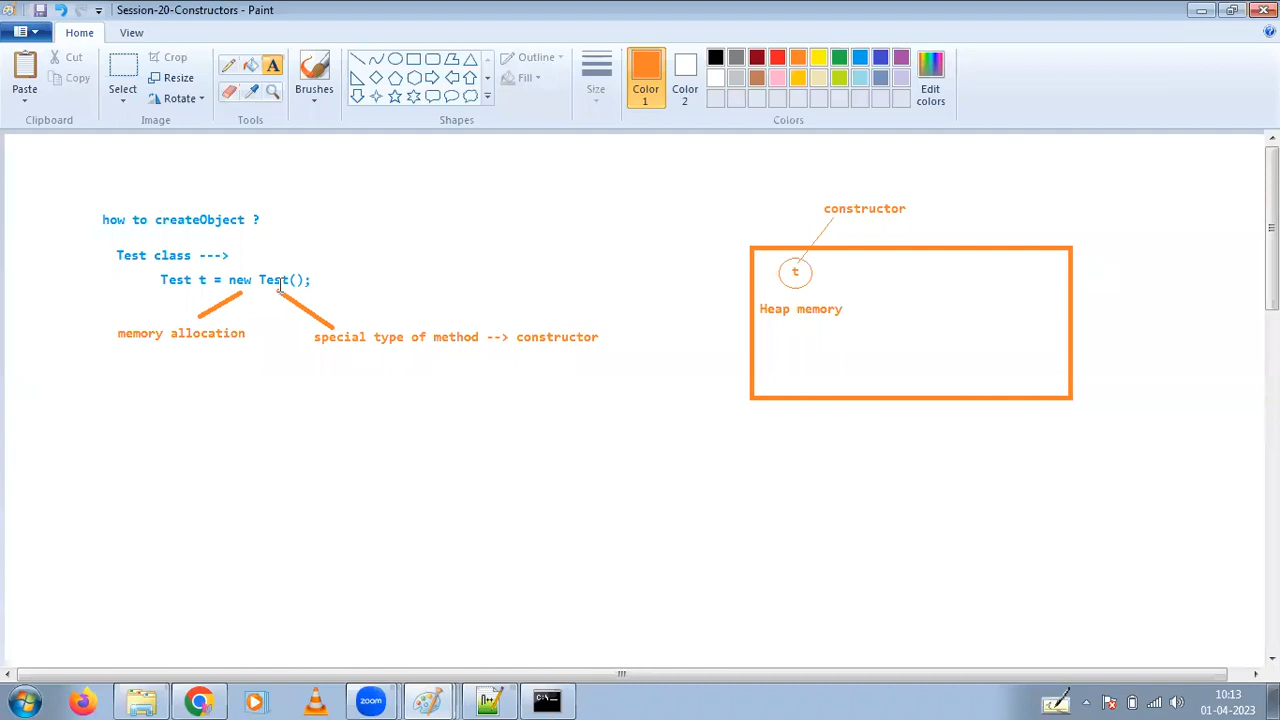 Session-20-Constructors - Paint
Home
View
Paste
Cut
Copy
Clipboard
Select
Crop
Resize
Rotate
Image
A
Tools
Brushes
Outline
Fill
Shapes
Size
Color 1
Color 2
Edit colors
Colors
how to createObject ?
Test class --->
Test t = new Test();
memory allocation
special type of method --> constructor
constructor
t
Heap memory
zoom
C:\
10:13
01-04-2023